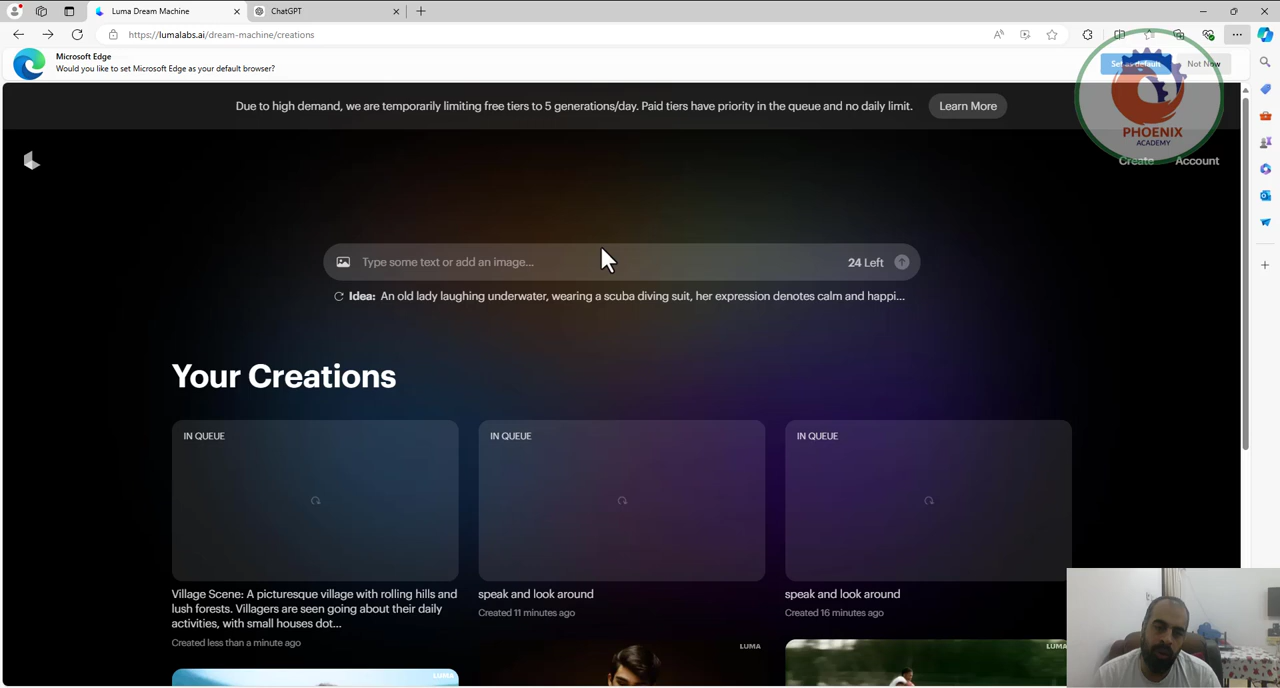 Luma Dream Machine
ChatGPT
https://lumalabs.ai/dream-machine/creations
Microsoft Edge
Would you like to set Microsoft Edge as your default browser?
Set as default
Not Now
Due to high demand, we are temporarily limiting free tiers to 5 generations/day. Paid tiers have priority in the queue and no daily limit.
Learn More
PHOENIX
ACADEMY
Create
Account
Type some text or add an image...
24 Left
Idea: An old lady laughing underwater, wearing a scuba diving suit, her expression denotes calm and happi...
Your Creations
IN QUEUE
IN QUEUE
IN QUEUE
Village Scene: A picturesque village with rolling hills and
lush forests. Villagers are seen going about their daily
activities, with small houses dot...
Created less than a minute ago
speak and look around
Created 11 minutes ago
speak and look around
Created 16 minutes ago
LUMA
LUMA
LUMA